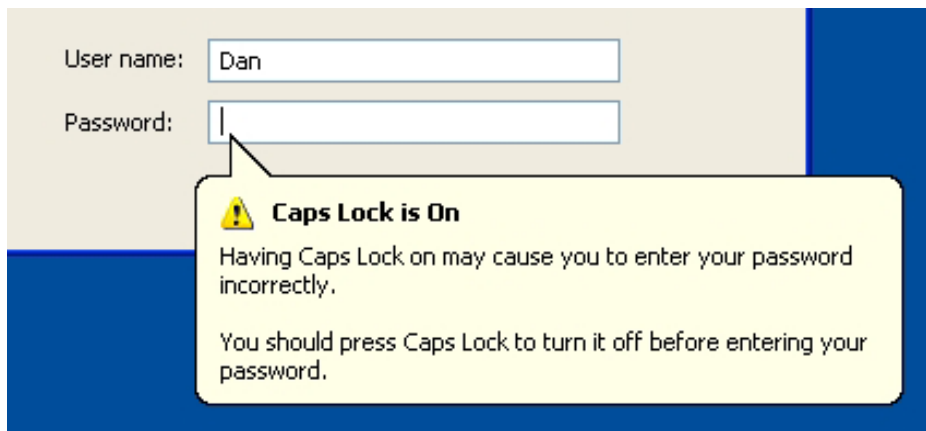 User name: Dan
Password:
Caps Lock is On
Having Caps Lock on may cause you to enter your password
incorrectly.
You should press Caps Lock to turn it off before entering your
password.